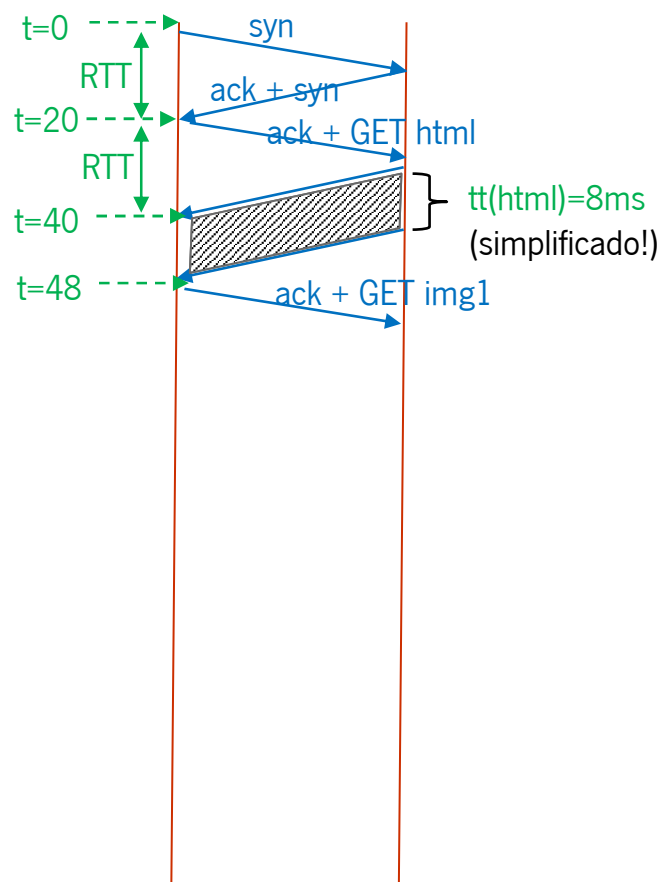 t=0
syn
RTT
ack + syn
t=20
ack + GET html
RTT
tt(html)=8ms
t=40
(simplificado!)
t=48
ack + GET img1